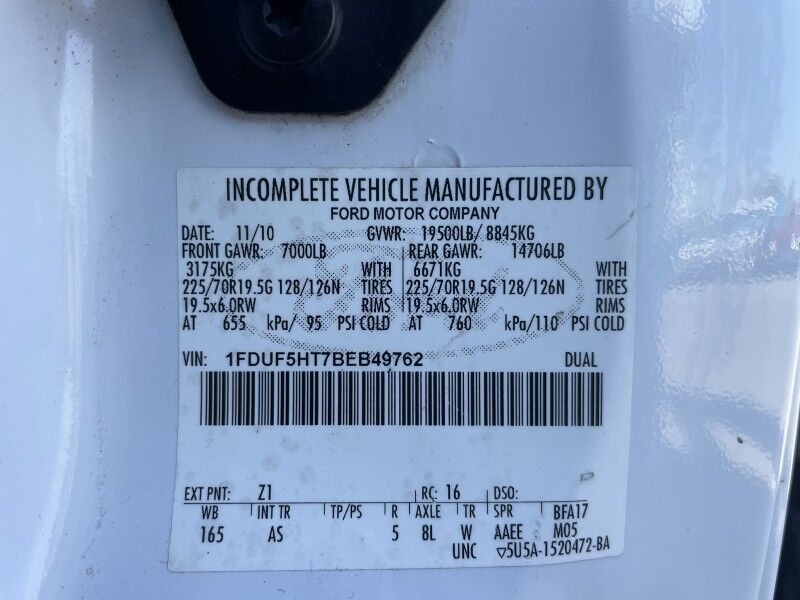 INCOMPLETE VEHICLE MANUFACTURED BY
FORD MOTOR COMPANY
DATE: 11/10 GVWR: 19500LB/ 8845KG
FRONT GAWR: 7000LB REAR GAWR: 14706LB
3175KG WITH 6671KG WITH
225/70R19.5G 128/126N TIRES 225/70R19.5G 128/126N TIRES
19.5x6.0RW RIMS 19.5x6.0RW RIMS
AT 655 kPa/ 95 PSI COLD AT 760 kPa/110 PSI COLD
VIN: 1FDUF5HT7BEB49762 DUAL
EXT PNT: Z1 RC: 16 DSO:
WB INT TR TP/PS R AXLE TR SPR BFA17
165 AS 5 8L W AAEE M05
UNC ▽5U5A-1520472-BA